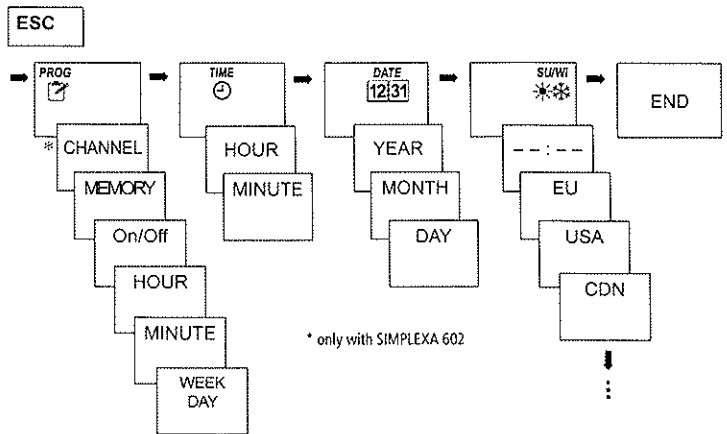 ESC
PROG
* CHANNEL
MEMORY
On/Off
HOUR
MINUTE
WEEK
DAY
TIME
HOUR
MINUTE
DATE
12 31
YEAR
MONTH
DAY
SU/WI
--:--
EU
USA
CDN
END
* only with SIMPLEXA 602